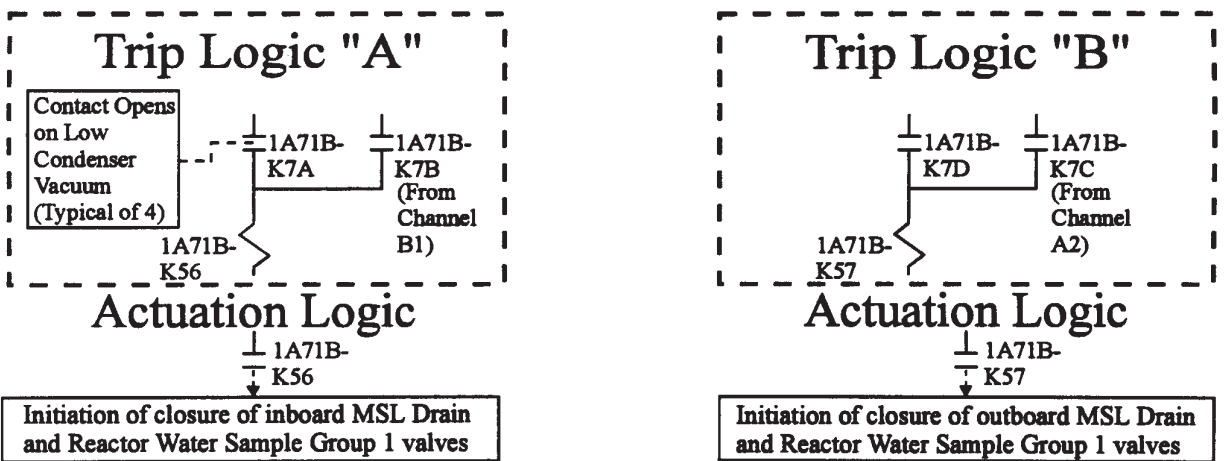 Trip Logic "A"
Contact Opens
on Low
Condenser
Vacuum
(Typical of 4)
1A71B-
K7A
1A71B-
K7B
(From
Channel
B1)
1A71B-
K56
Actuation Logic
1A71B-
K56
Initiation of closure of inboard MSL Drain
and Reactor Water Sample Group 1 valves
Trip Logic "B"
1A71B-
K7D
1A71B-
K7C
(From
Channel
A2)
1A71B-
K57
Actuation Logic
1A71B-
K57
Initiation of closure of outboard MSL Drain
and Reactor Water Sample Group 1 valves